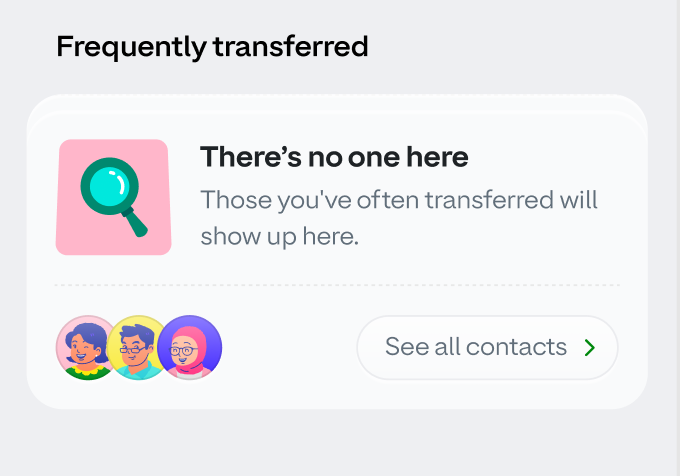 Frequently transferred
There’s no one here
Those you've often transferred will
show up here.
See all contacts